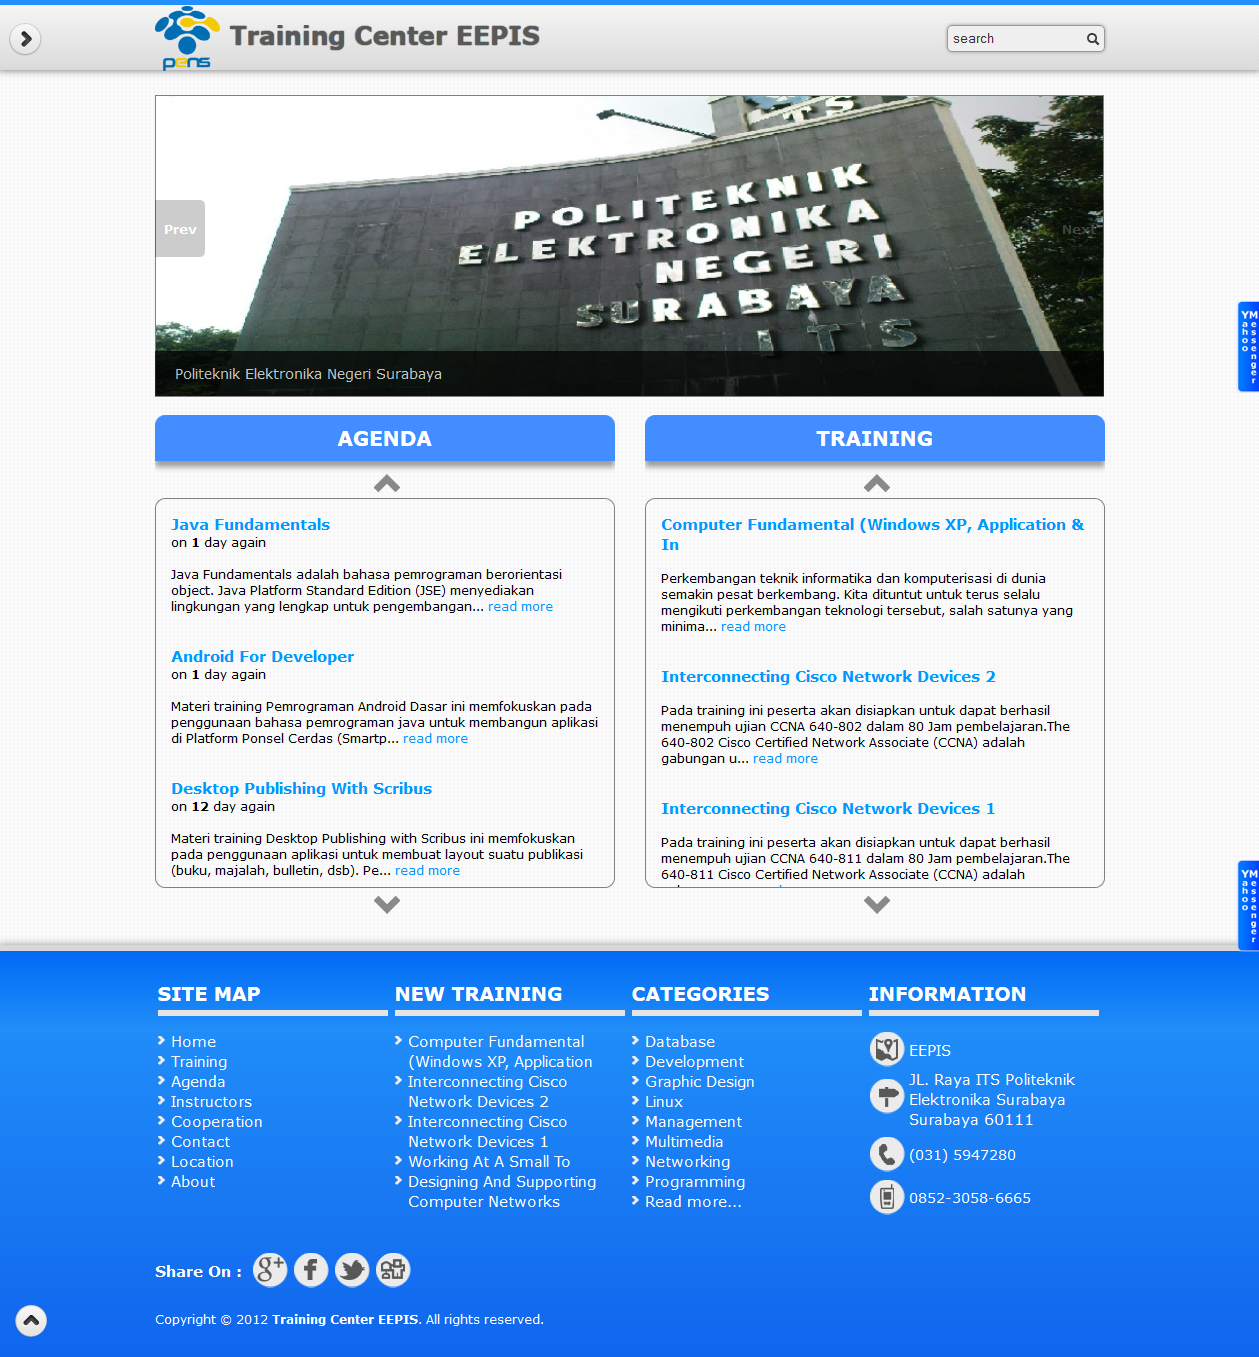 pens
Training Center EEPIS
search
POLITEKNIK
ELEKTRONIKA
NEGERI
SURABAYA
ITS
ITS
Prev
Next
Politeknik Elektronika Negeri Surabaya
Yahoo
Messenger
AGENDA
Java Fundamentals
on 1 day again
Java Fundamentals adalah bahasa pemrograman berorientasi
object. Java Platform Standard Edition (JSE) menyediakan
lingkungan yang lengkap untuk pengembangan... read more
Android For Developer
on 1 day again
Materi training Pemrograman Android Dasar ini memfokuskan pada
penggunaan bahasa pemrograman java untuk membangun aplikasi
di Platform Ponsel Cerdas (Smartp... read more
Desktop Publishing With Scribus
on 12 day again
Materi training Desktop Publishing with Scribus ini memfokuskan
pada penggunaan aplikasi untuk membuat layout suatu publikasi
(buku, majalah, bulletin, dsb). Pe... read more
TRAINING
Computer Fundamental (Windows XP, Application &
In
Perkembangan teknik informatika dan komputerisasi di dunia
semakin pesat berkembang. Kita dituntut untuk terus selalu
mengikuti perkembangan teknologi tersebut, salah satunya yang
minima... read more
Interconnecting Cisco Network Devices 2
Pada training ini peserta akan disiapkan untuk dapat berhasil
menempuh ujian CCNA 640-802 dalam 80 Jam pembelajaran.The
640-802 Cisco Certified Network Associate (CCNA) adalah
gabungan u... read more
Interconnecting Cisco Network Devices 1
Pada training ini peserta akan disiapkan untuk dapat berhasil
menempuh ujian CCNA 640-811 dalam 80 Jam pembelajaran.The
640-811 Cisco Certified Network Associate (CCNA) adalah
Yahoo
Messenger
SITE MAP
Home
Training
Agenda
Instructors
Cooperation
Contact
Location
About
NEW TRAINING
Computer Fundamental
(Windows XP, Application
Interconnecting Cisco
Network Devices 2
Interconnecting Cisco
Network Devices 1
Working At A Small To
Designing And Supporting
Computer Networks
CATEGORIES
Database
Development
Graphic Design
Linux
Management
Multimedia
Networking
Programming
Read more...
INFORMATION
EEPIS
JL. Raya ITS Politeknik
Elektronika Surabaya
Surabaya 60111
(031) 5947280
0852-3058-6665
Share On :
Copyright © 2012 Training Center EEPIS. All rights reserved.